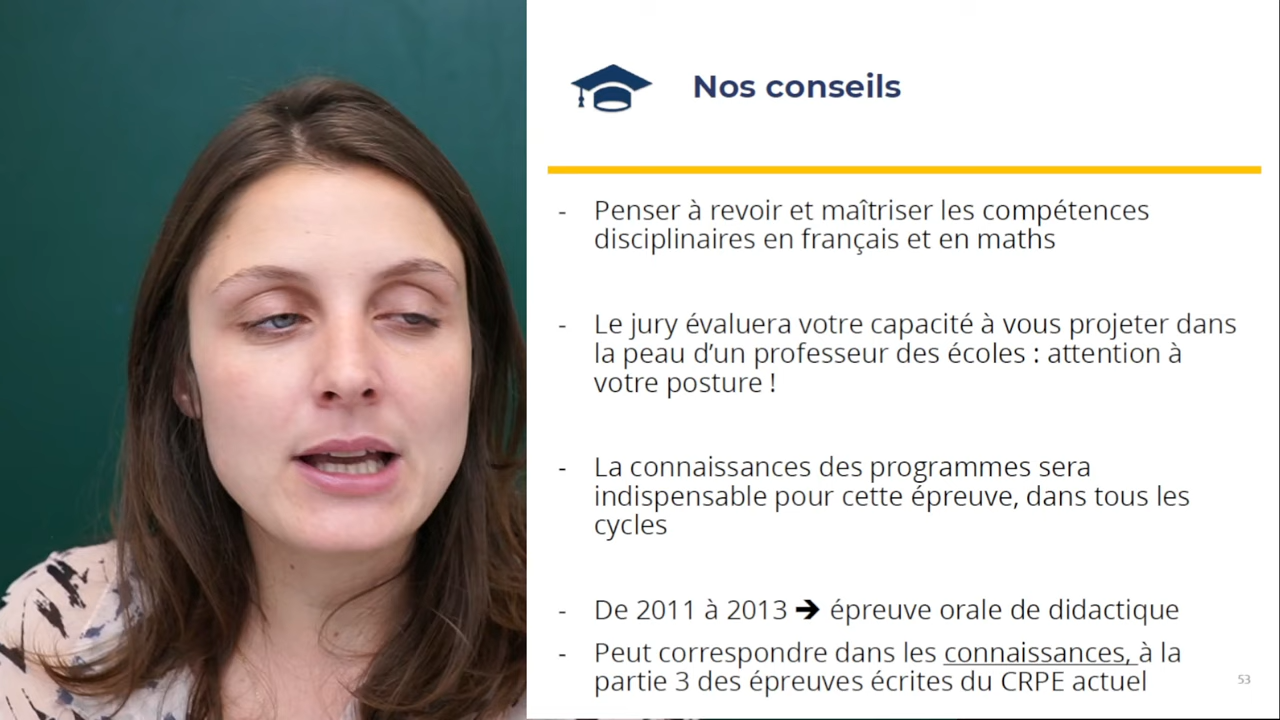 Nos conseils
- Penser à revoir et maîtriser les compétences
disciplinaires en français et en maths
- Le jury évaluera votre capacité à vous projeter dans
la peau d’un professeur des écoles : attention à
votre posture !
- La connaissances des programmes sera
indispensable pour cette épreuve, dans tous les
cycles
- De 2011 à 2013 ➔ épreuve orale de didactique
- Peut correspondre dans les connaissances, à la
partie 3 des épreuves écrites du CRPE actuel
53